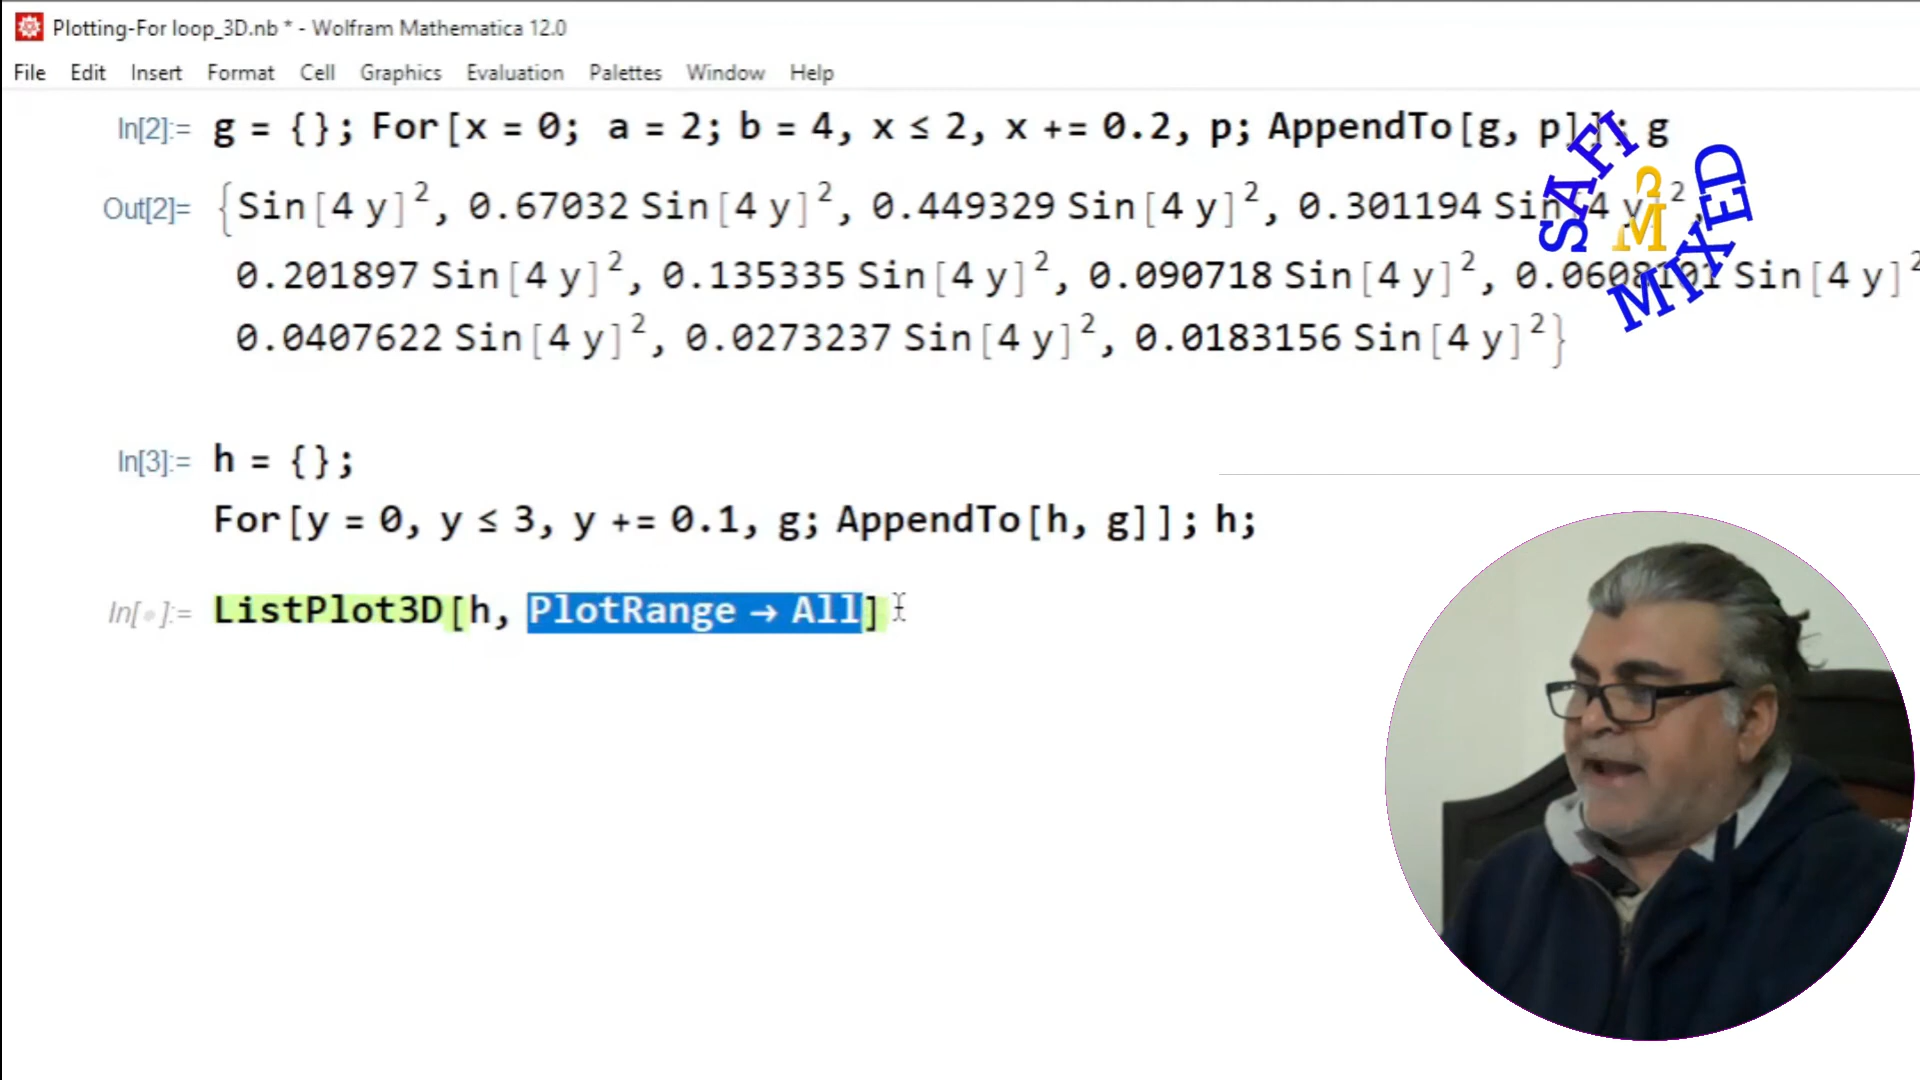 Plotting-For loop_3D.nb * - Wolfram Mathematica 12.0
File Edit Insert Format Cell Graphics Evaluation Palettes Window Help
In[2]:= g = {}; For[x = 0; a = 2; b = 4, x ≤ 2, x += 0.2, p; AppendTo[g, p]]; g
Out[2]= {Sin[4 y]², 0.67032 Sin[4 y]², 0.449329 Sin[4 y]², 0.301194 Sin[4 y]²,
0.201897 Sin[4 y]², 0.135335 Sin[4 y]², 0.090718 Sin[4 y]², 0.0608101 Sin[4 y]²
0.0407622 Sin[4 y]², 0.0273237 Sin[4 y]², 0.0183156 Sin[4 y]²}
SAFI
M
MIXED
In[3]:= h = {};
For[y = 0, y ≤ 3, y += 0.1, g; AppendTo[h, g]]; h;
In[•]:= ListPlot3D[h, PlotRange → All]